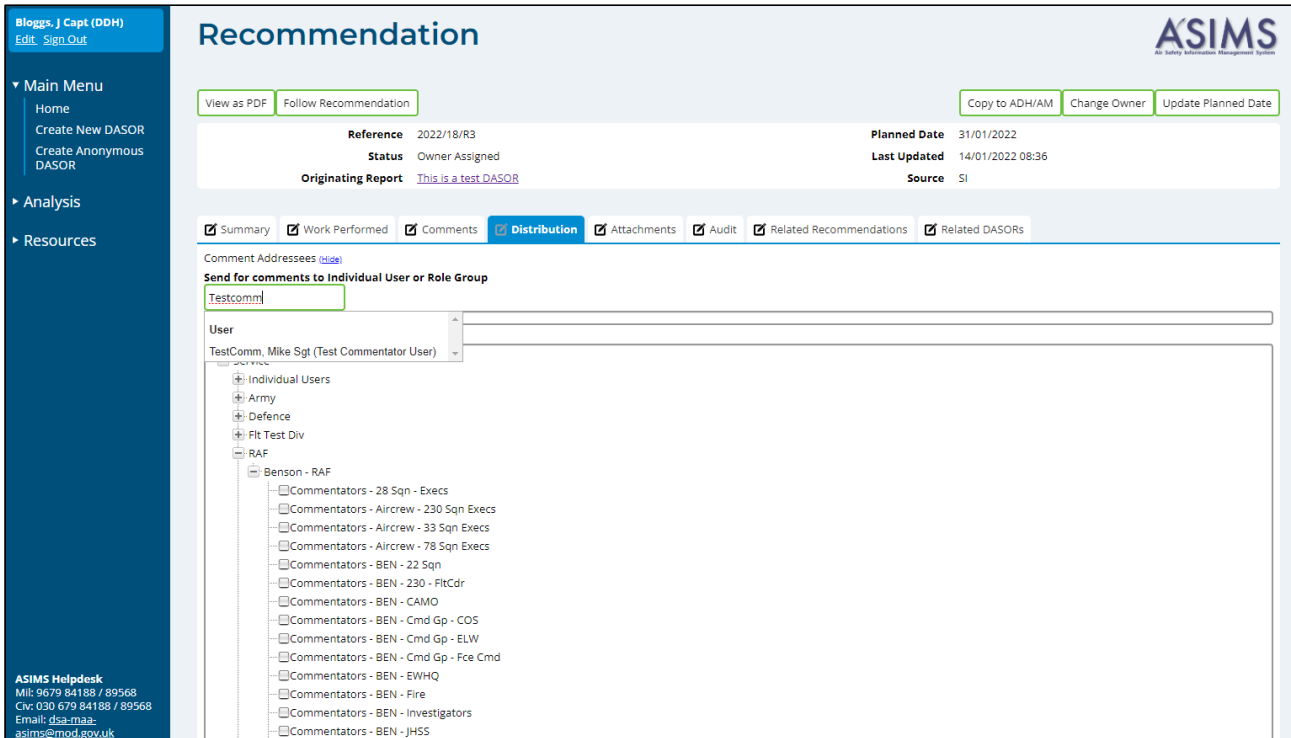 Bloggs, J Capt (DDH)
Edit Sign Out
Main Menu
Home
Create New DASOR
Create Anonymous
DASOR
Analysis
Resources
ASIMS Helpdesk
Mil: 9679 84188 / 89568
Civ: 030 679 84188 / 89568
Email: dsa-maa-
asims@mod.gov.uk
Recommendation
ASIMS
Air Safety Information Management System
View as PDF Follow Recommendation Copy to ADH/AM Change Owner Update Planned Date
Reference 2022/18/R3 Planned Date 31/01/2022
Status Owner Assigned Last Updated 14/01/2022 08:36
Originating Report This is a test DASOR Source SI
Summary Work Performed Comments Distribution Attachments Audit Related Recommendations Related DASORs
Comment Addressees (Hide)
Send for comments to Individual User or Role Group
Testcomm
User
TestComm, Mike Sgt (Test Commentator User)
Service
Individual Users
Army
Defence
Flt Test Div
RAF
Benson - RAF
Commentators - 28 Sqn - Execs
Commentators - Aircrew - 230 Sqn Execs
Commentators - Aircrew - 33 Sqn Execs
Commentators - Aircrew - 78 Sqn Execs
Commentators - BEN - 22 Sqn
Commentators - BEN - 230 - FltCdr
Commentators - BEN - CAMO
Commentators - BEN - Cmd Gp - COS
Commentators - BEN - Cmd Gp - ELW
Commentators - BEN - Cmd Gp - Fce Cmd
Commentators - BEN - EWHQ
Commentators - BEN - Fire
Commentators - BEN - Investigators
Commentators - BEN - JHSS